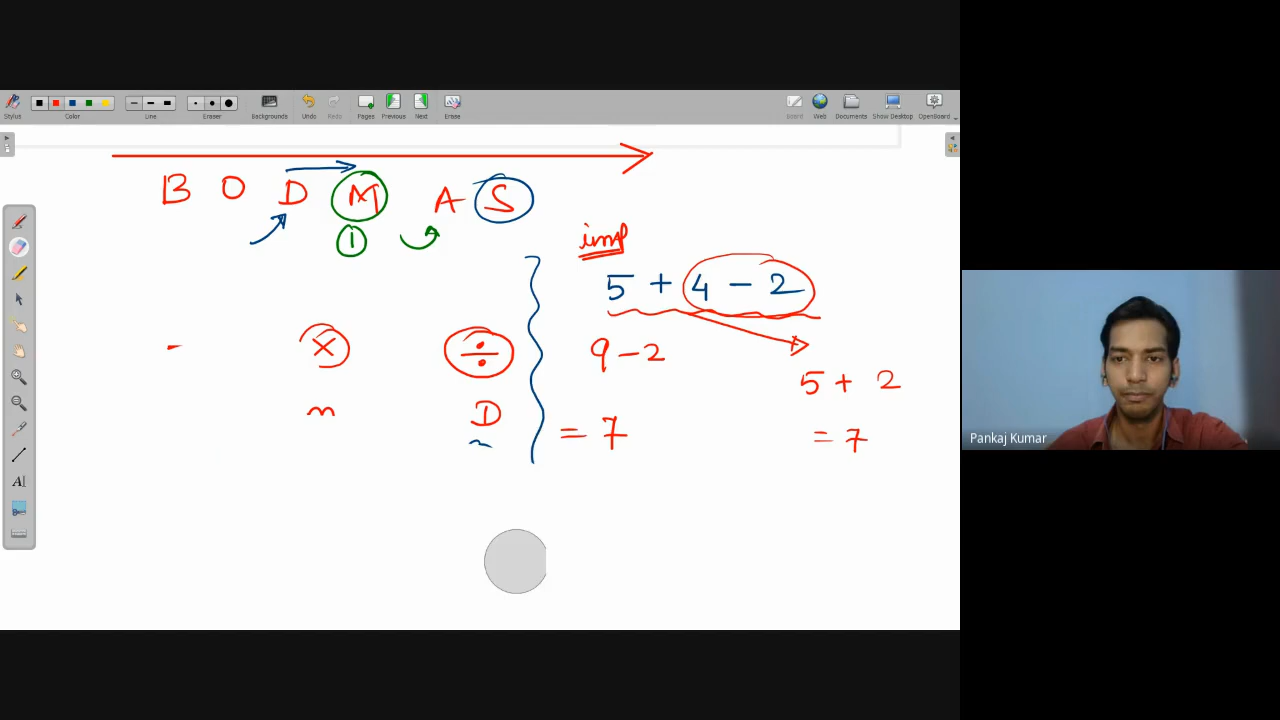 Stylus Color Line Eraser Backgrounds Undo Redo Pages Previous Next Erase Board Web Documents Show Desktop OpenBoard
B O D M A S
1
imp
5 + 4 - 2
× ÷
9 - 2
5 + 2
m D
= 7
= 7
Pankaj Kumar